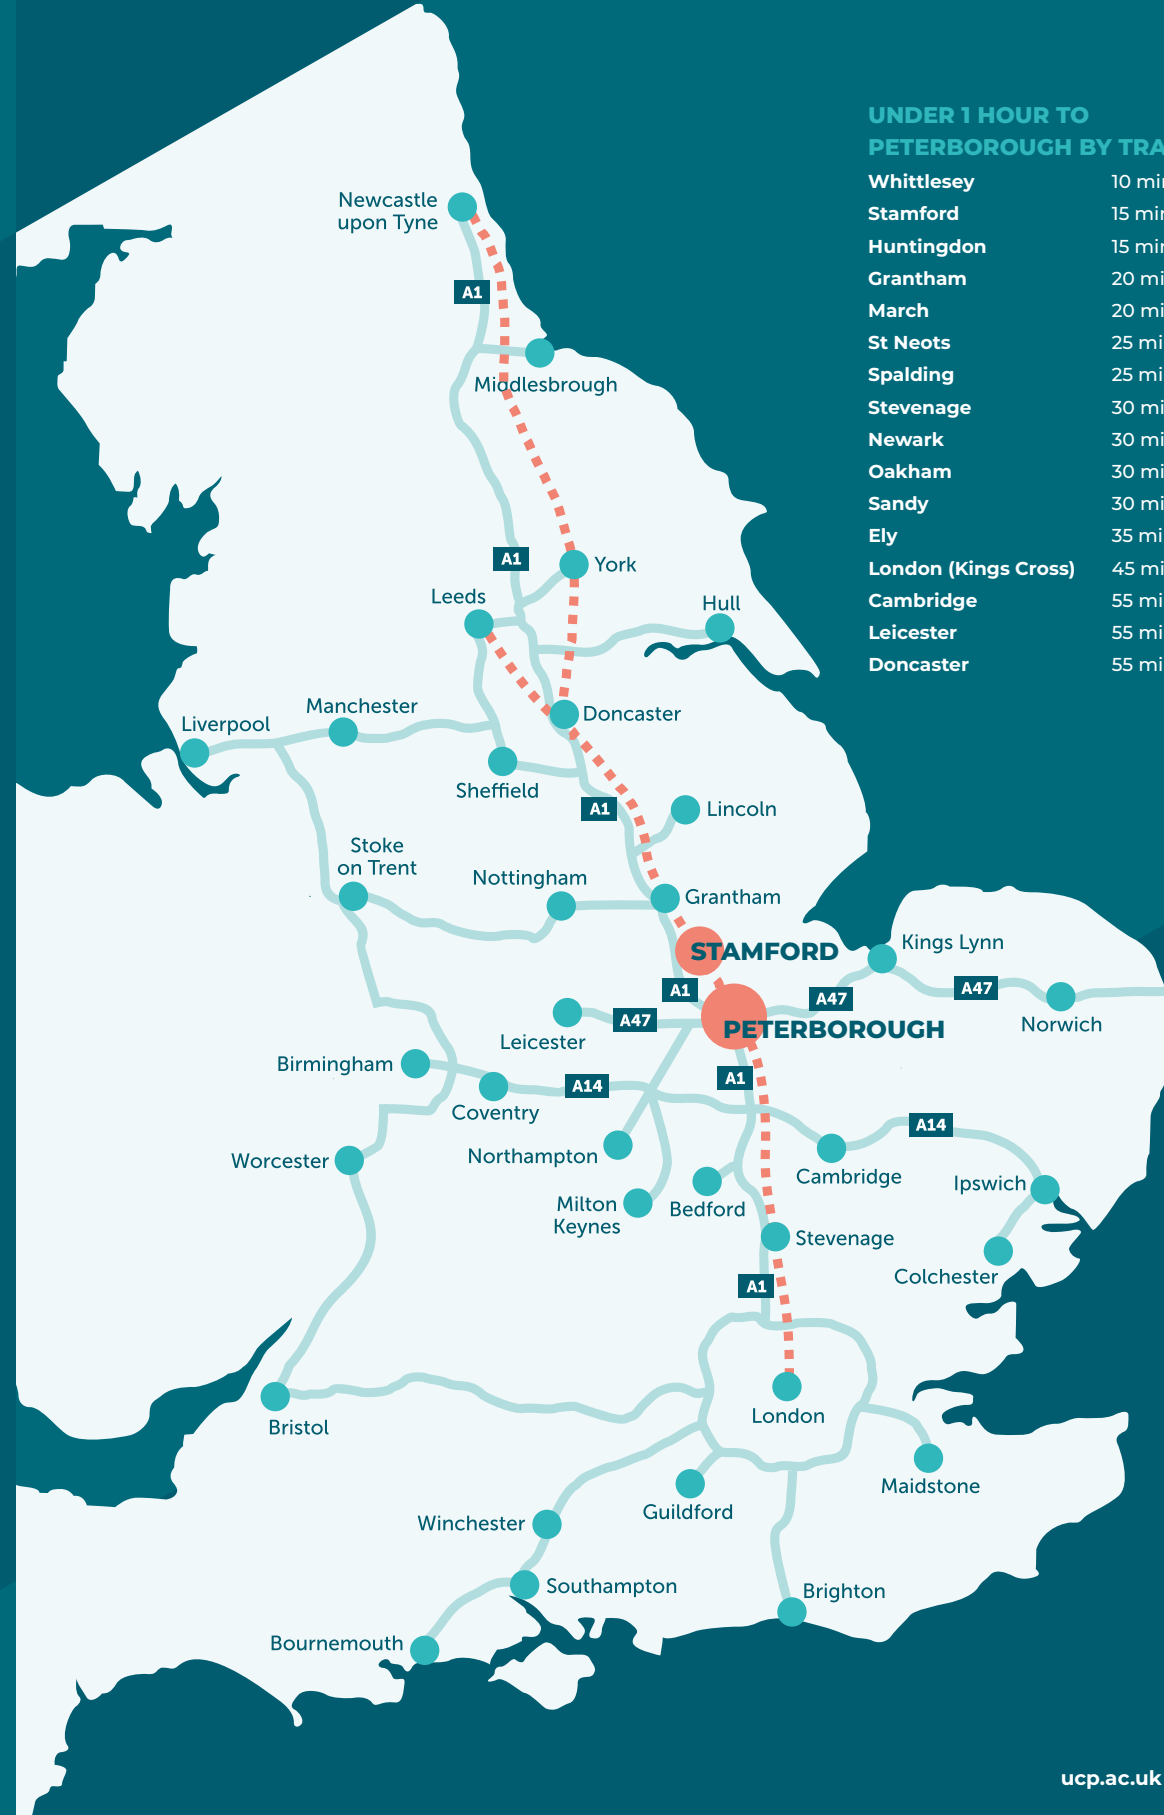 UNDER 1 HOUR TO
PETERBOROUGH BY TRA
Whittlesey 10 min
Stamford 15 min
Huntingdon 15 min
Grantham 20 mi
March 20 mi
St Neots 25 mi
Spalding 25 mi
Stevenage 30 mi
Newark 30 mi
Oakham 30 mi
Sandy 30 mi
Ely 35 mi
London (Kings Cross) 45 mi
Cambridge 55 mi
Leicester 55 mi
Doncaster 55 mi
Newcastle
upon Tyne
A1
Middlesbrough
A1
York
Leeds
Hull
Manchester
Liverpool
Doncaster
Sheffield
A1
Lincoln
Stoke
on Trent
Nottingham
Grantham
STAMFORD
Kings Lynn
A1
A47
A47
Norwich
Leicester
A47
PETERBOROUGH
Birmingham
A1
Coventry
A14
A14
Northampton
Worcester
Cambridge
Ipswich
Milton
Keynes
Bedford
Stevenage
Colchester
A1
London
Bristol
Maidstone
Guildford
Winchester
Southampton
Brighton
Bournemouth
ucp.ac.uk